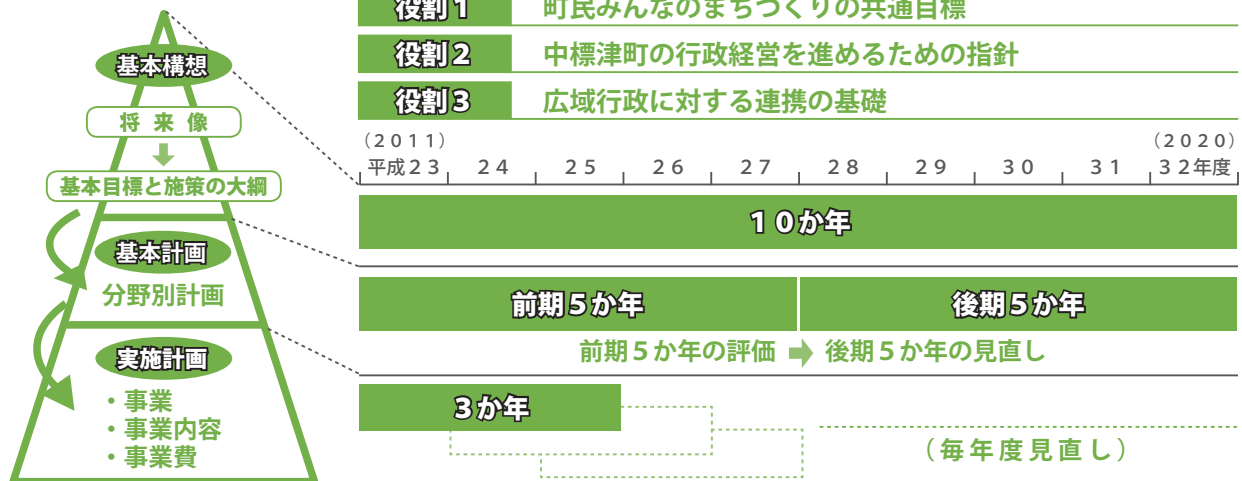 役割1 町民みんなのまちづくりの共通目標
役割2 中標津町の行政経営を進めるための指針
役割3 広域行政に対する連携の基礎
基本構想
将来像
基本目標と施策の大綱
基本計画
分野別計画
実施計画
・事業
・事業内容
・事業費
(2011) (2020)
平成23 24 25 26 27 28 29 30 31 32年度
10か年
前期5か年 後期5か年
前期5か年の評価 ➡ 後期5か年の見直し
3か年
(毎年度見直し)